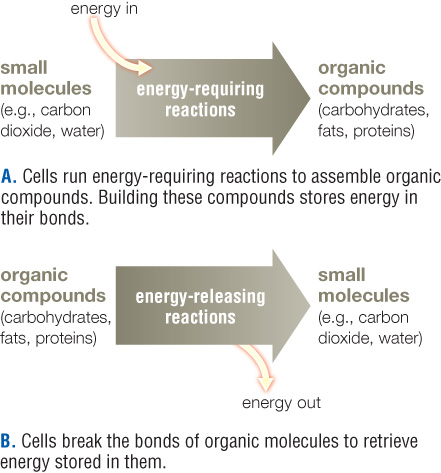 energy in
small
molecules
(e.g., carbon
dioxide, water)
energy-requiring
reactions
organic
compounds
(carbohydrates,
fats, proteins)
A. Cells run energy-requiring reactions to assemble organic
compounds. Building these compounds stores energy in
their bonds.
organic
compounds
(carbohydrates,
fats, proteins)
energy-releasing
reactions
small
molecules
(e.g., carbon
dioxide, water)
energy out
B. Cells break the bonds of organic molecules to retrieve
energy stored in them.